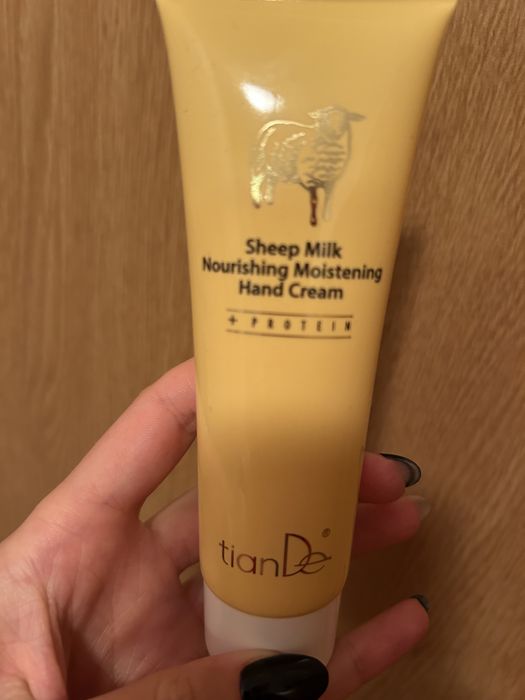 Sheep Milk
Nourishing Moistening
Hand Cream
+ PROTEIN
tianDe®